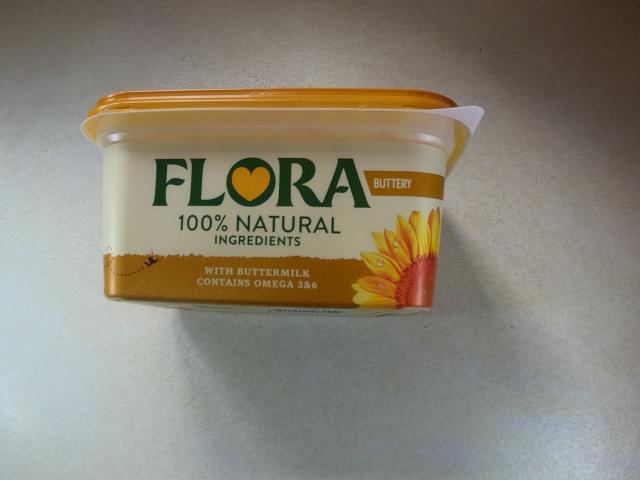 FLORA
BUTTERY
100% NATURAL
INGREDIENTS
WITH BUTTERMILK
CONTAINS OMEGA 3&6